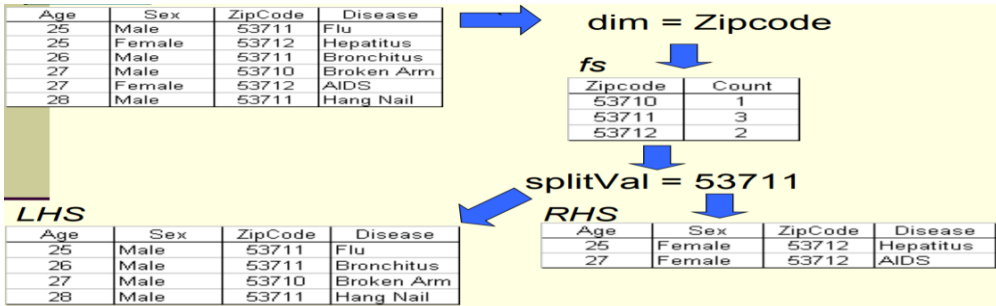 Age Sex ZipCode Disease
25 Male 53711 Flu
25 Female 53712 Hepatitus
26 Male 53711 Bronchitus
27 Male 53710 Broken Arm
27 Female 53712 AIDS
28 Male 53711 Hang Nail
dim = Zipcode
fs
Zipcode Count
53710 1
53711 3
53712 2
splitVal = 53711
LHS
Age Sex ZipCode Disease
25 Male 53711 Flu
26 Male 53711 Bronchitus
27 Male 53710 Broken Arm
28 Male 53711 Hang Nail
RHS
Age Sex ZipCode Disease
25 Female 53712 Hepatitus
27 Female 53712 AIDS